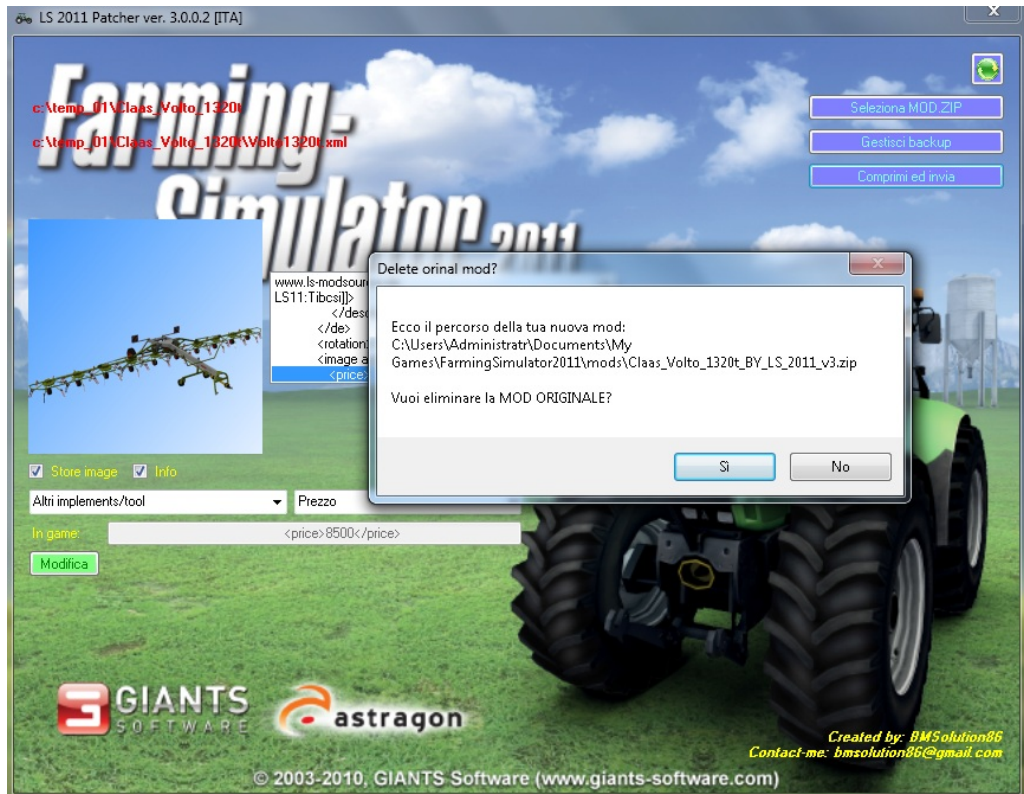 LS 2011 Patcher ver. 3.0.0.2 [ITA]
Farming-
Simulator 2011
c:\temp_01\Claas_Volto_1320t
c:\temp_01\Claas_Volto_1320t\Volto1320t.xml
Seleziona MOD.ZIP
Gestisci backup
Comprimi ed invia
www.ls-modsour
LS11:Tibcsi]]>
</desc
</de>
<rotation
<image a
<price>
Delete orinal mod?
Ecco il percorso della tua nuova mod:
C:\Users\Administratr\Documents\My
Games\FarmingSimulator2011\mods\Claas_Volto_1320t_BY_LS_2011_v3.zip
Vuoi eliminare la MOD ORIGINALE?
Sì
No
Store image
Info
Altri implements/tool
Prezzo
In game:
<price>8500</price>
Modifica
GIANTS
SOFTWARE
astragon
Created by: BMSolution86
Contact-me: bmsolution86@gmail.com
© 2003-2010, GIANTS Software (www.giants-software.com)